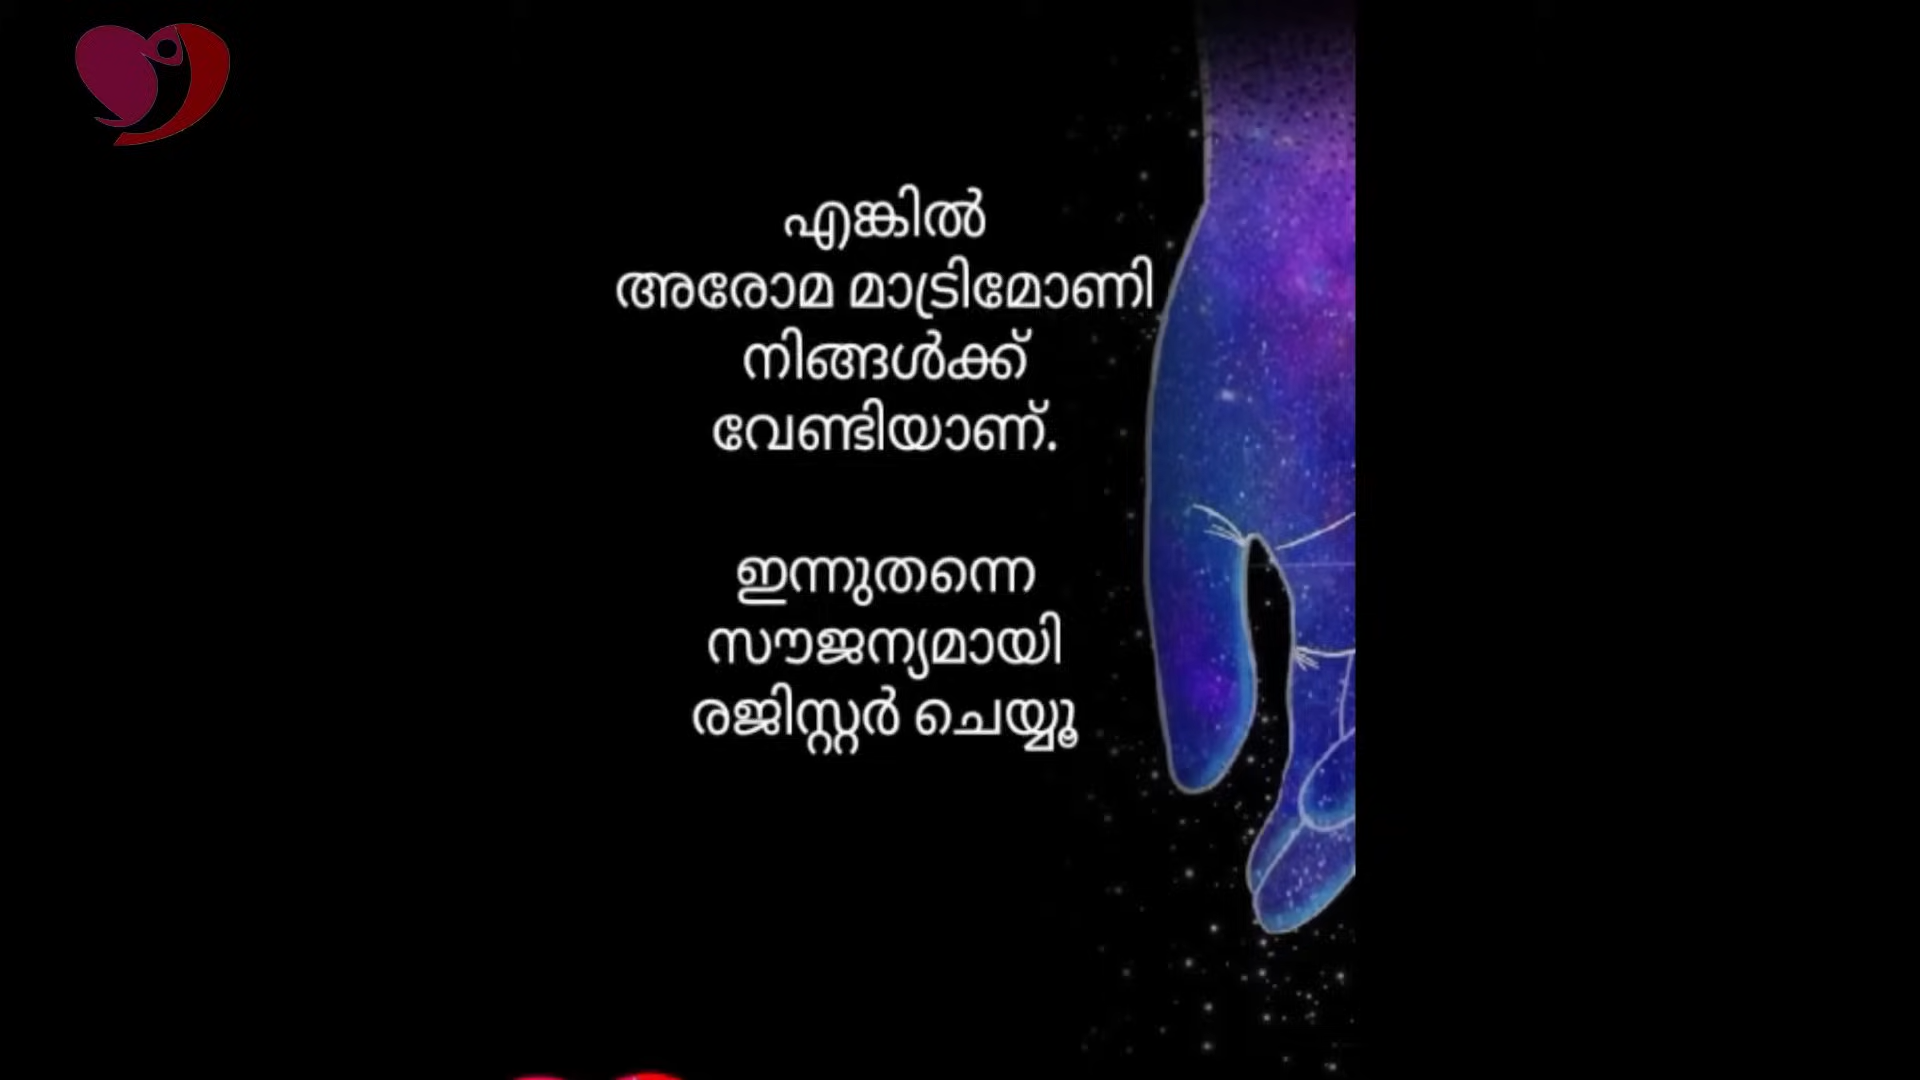 എങ്കിൽ
അരോമ മാട്രിമോണി
നിങ്ങൾക്ക്
വേണ്ടിയാണ്.
ഇന്നുതന്നെ
സൗജന്യമായി
രജിസ്റ്റർ ചെയ്യൂ